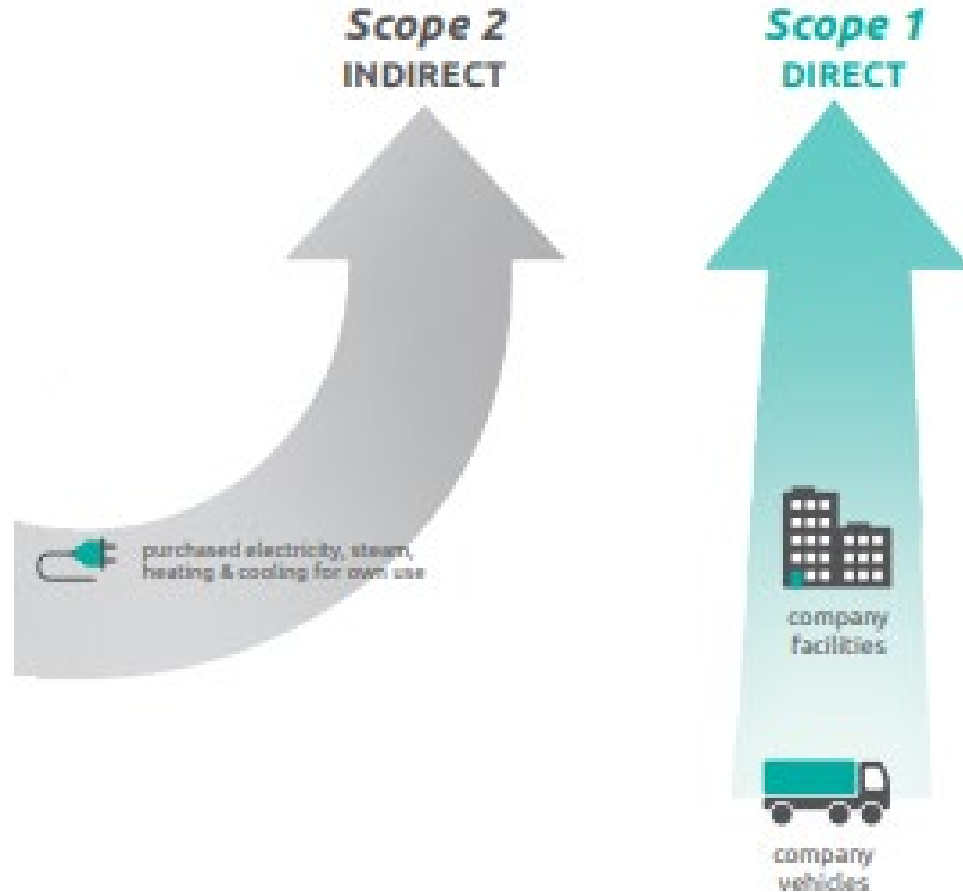 Scope 2
INDIRECT
Scope 1
DIRECT
purchased electricity, steam,
heating & cooling for own use
company
facilities
company
vehicles